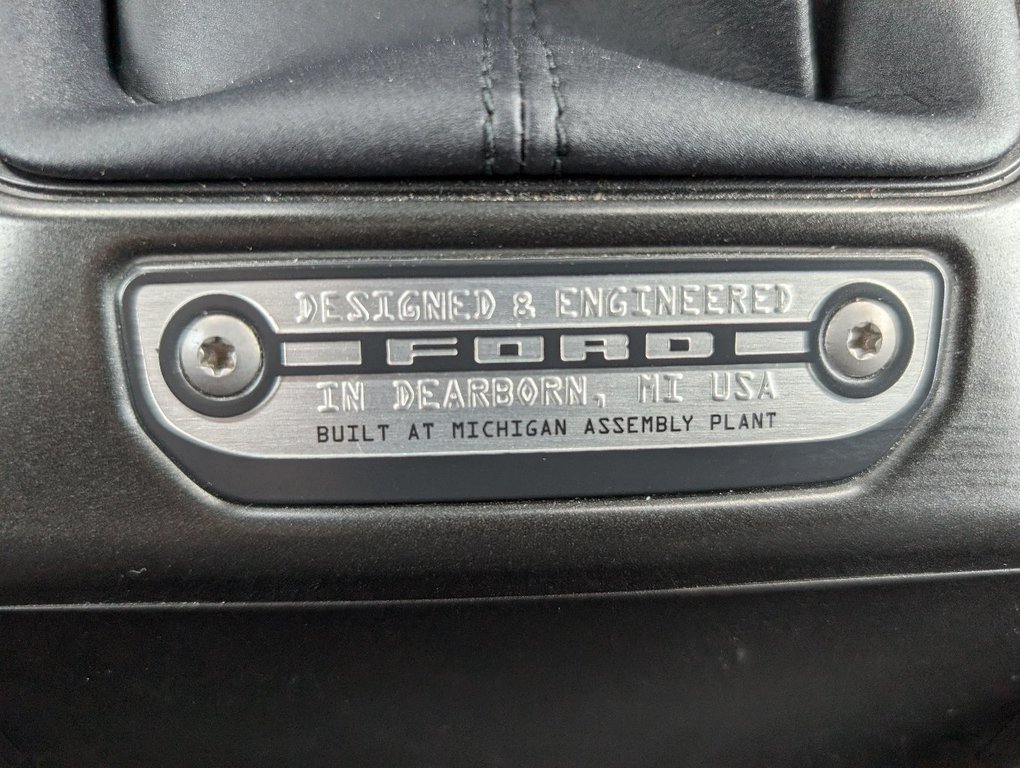 DESIGNED & ENGINEERED
FORD
IN DEARBORN, MI USA
BUILT AT MICHIGAN ASSEMBLY PLANT